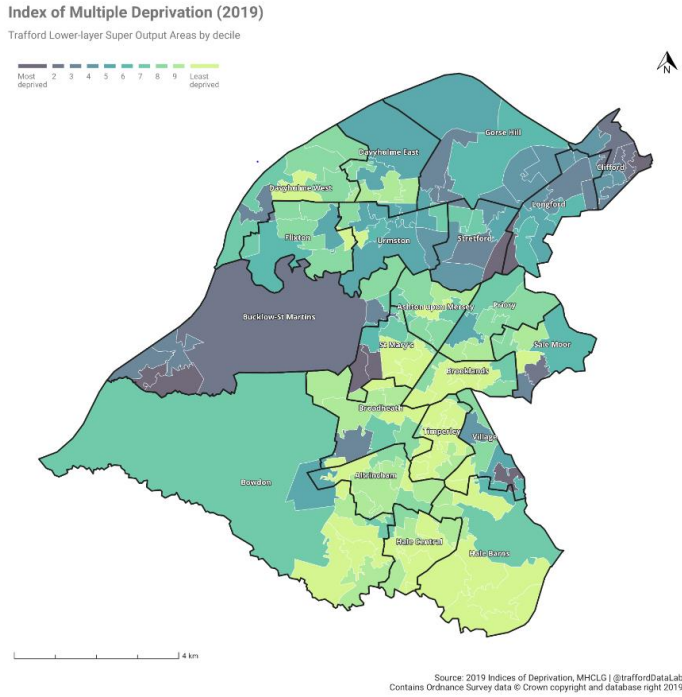 Index of Multiple Deprivation (2019)
Trafford Lower-layer Super Output Areas by decile
Most deprived 2 3 4 5 6 7 8 9 Least deprived
N
Gorse Hill
Davyhulme East
Clifford
Davyhulme West
Longford
Flixton
Urmston
Stretford
Bucklow-St Martins
Ashton upon Mersey
Priory
St Mary's
Sale Moor
Brooklands
Broadheath
Timperley
Village
Altrincham
Bowdon
Hale Central
Hale Barns
4 km
Source: 2019 Indices of Deprivation, MHCLG | @traffordDataLab
Contains Ordnance Survey data © Crown copyright and database right 2019